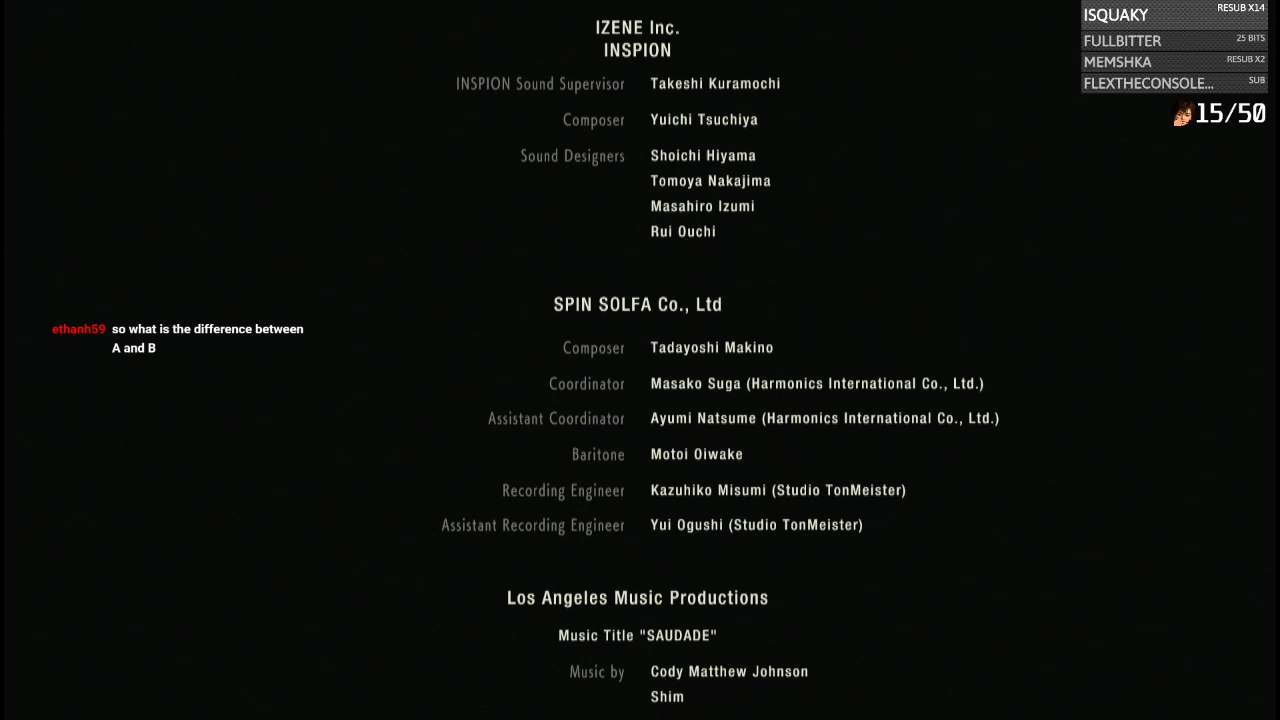 IZENE Inc.
INSPION
INSPION Sound Supervisor Takeshi Kuramochi
Composer Yuichi Tsuchiya
Sound Designers Shoichi Hiyama
Tomoya Nakajima
Masahiro Izumi
Rui Ouchi
SPIN SOLFA Co., Ltd
Composer Tadayoshi Makino
Coordinator Masako Suga (Harmonics International Co., Ltd.)
Assistant Coordinator Ayumi Natsume (Harmonics International Co., Ltd.)
Baritone Motoi Oiwake
Recording Engineer Kazuhiko Misumi (Studio TonMeister)
Assistant Recording Engineer Yui Ogushi (Studio TonMeister)
Los Angeles Music Productions
Music Title "SAUDADE"
Music by Cody Matthew Johnson
Shim
ethanh59 so what is the difference between
A and B
ISQUAKY RESUB X14
FULLBITTER 25 BITS
MEMSHKA RESUB X2
FLEXTHECONSOLE... SUB
15/50